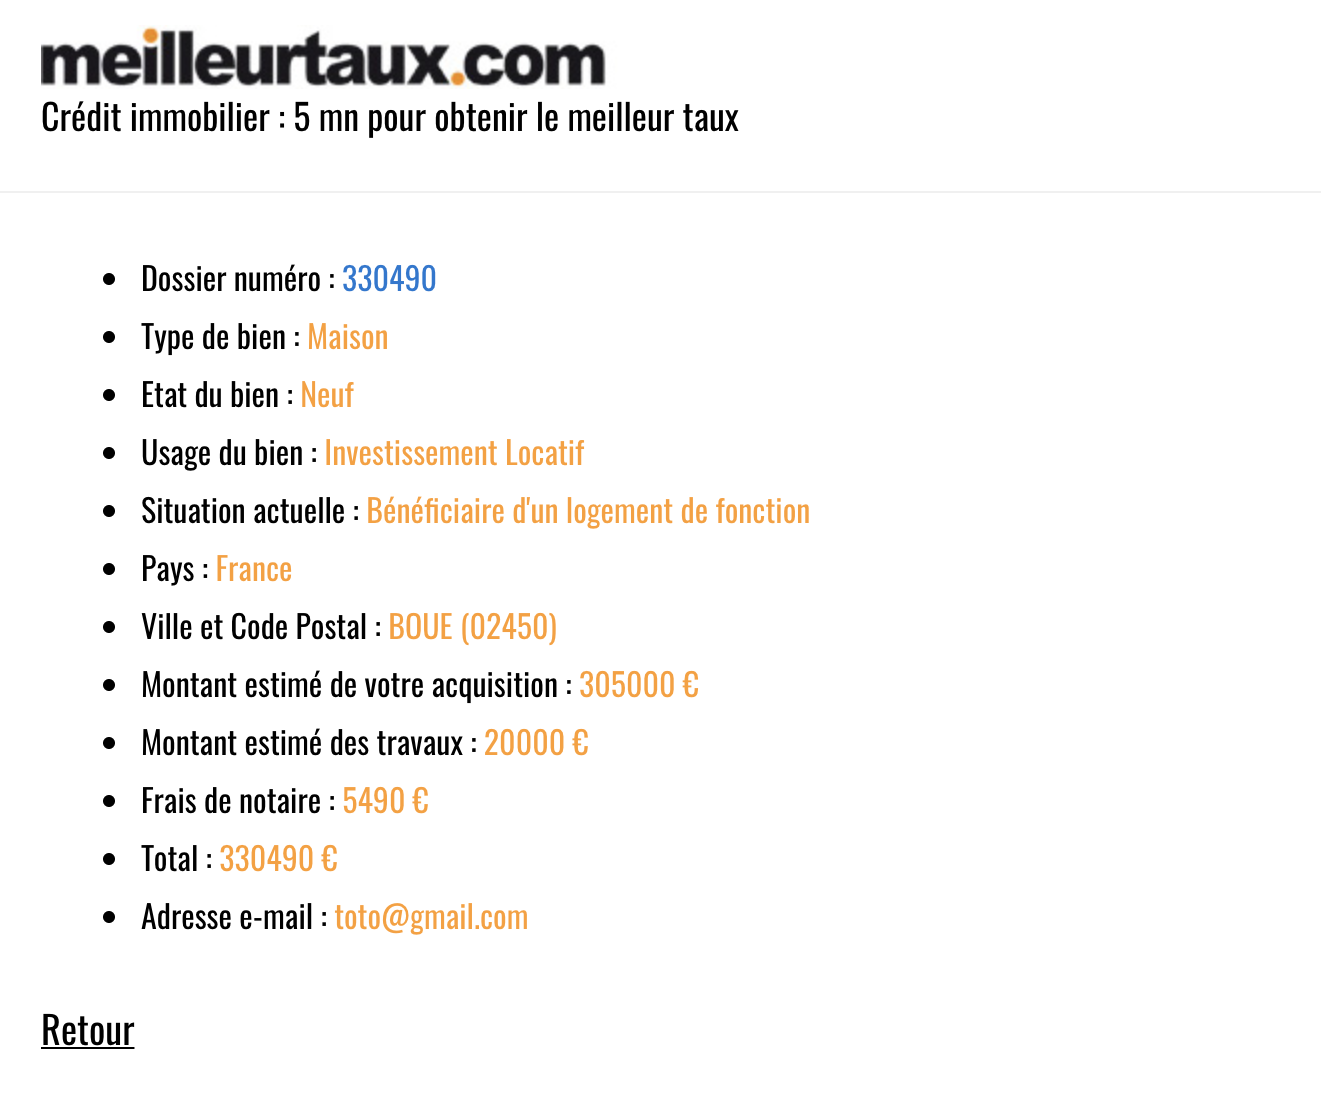 meilleurtaux.com
Crédit immobilier : 5 mn pour obtenir le meilleur taux
Dossier numéro : 330490
Type de bien : Maison
Etat du bien : Neuf
Usage du bien : Investissement Locatif
Situation actuelle : Bénéficiaire d'un logement de fonction
Pays : France
Ville et Code Postal : BOUE (02450)
Montant estimé de votre acquisition : 305000 €
Montant estimé des travaux : 20000 €
Frais de notaire : 5490 €
Total : 330490 €
Adresse e-mail : toto@gmail.com
Retour